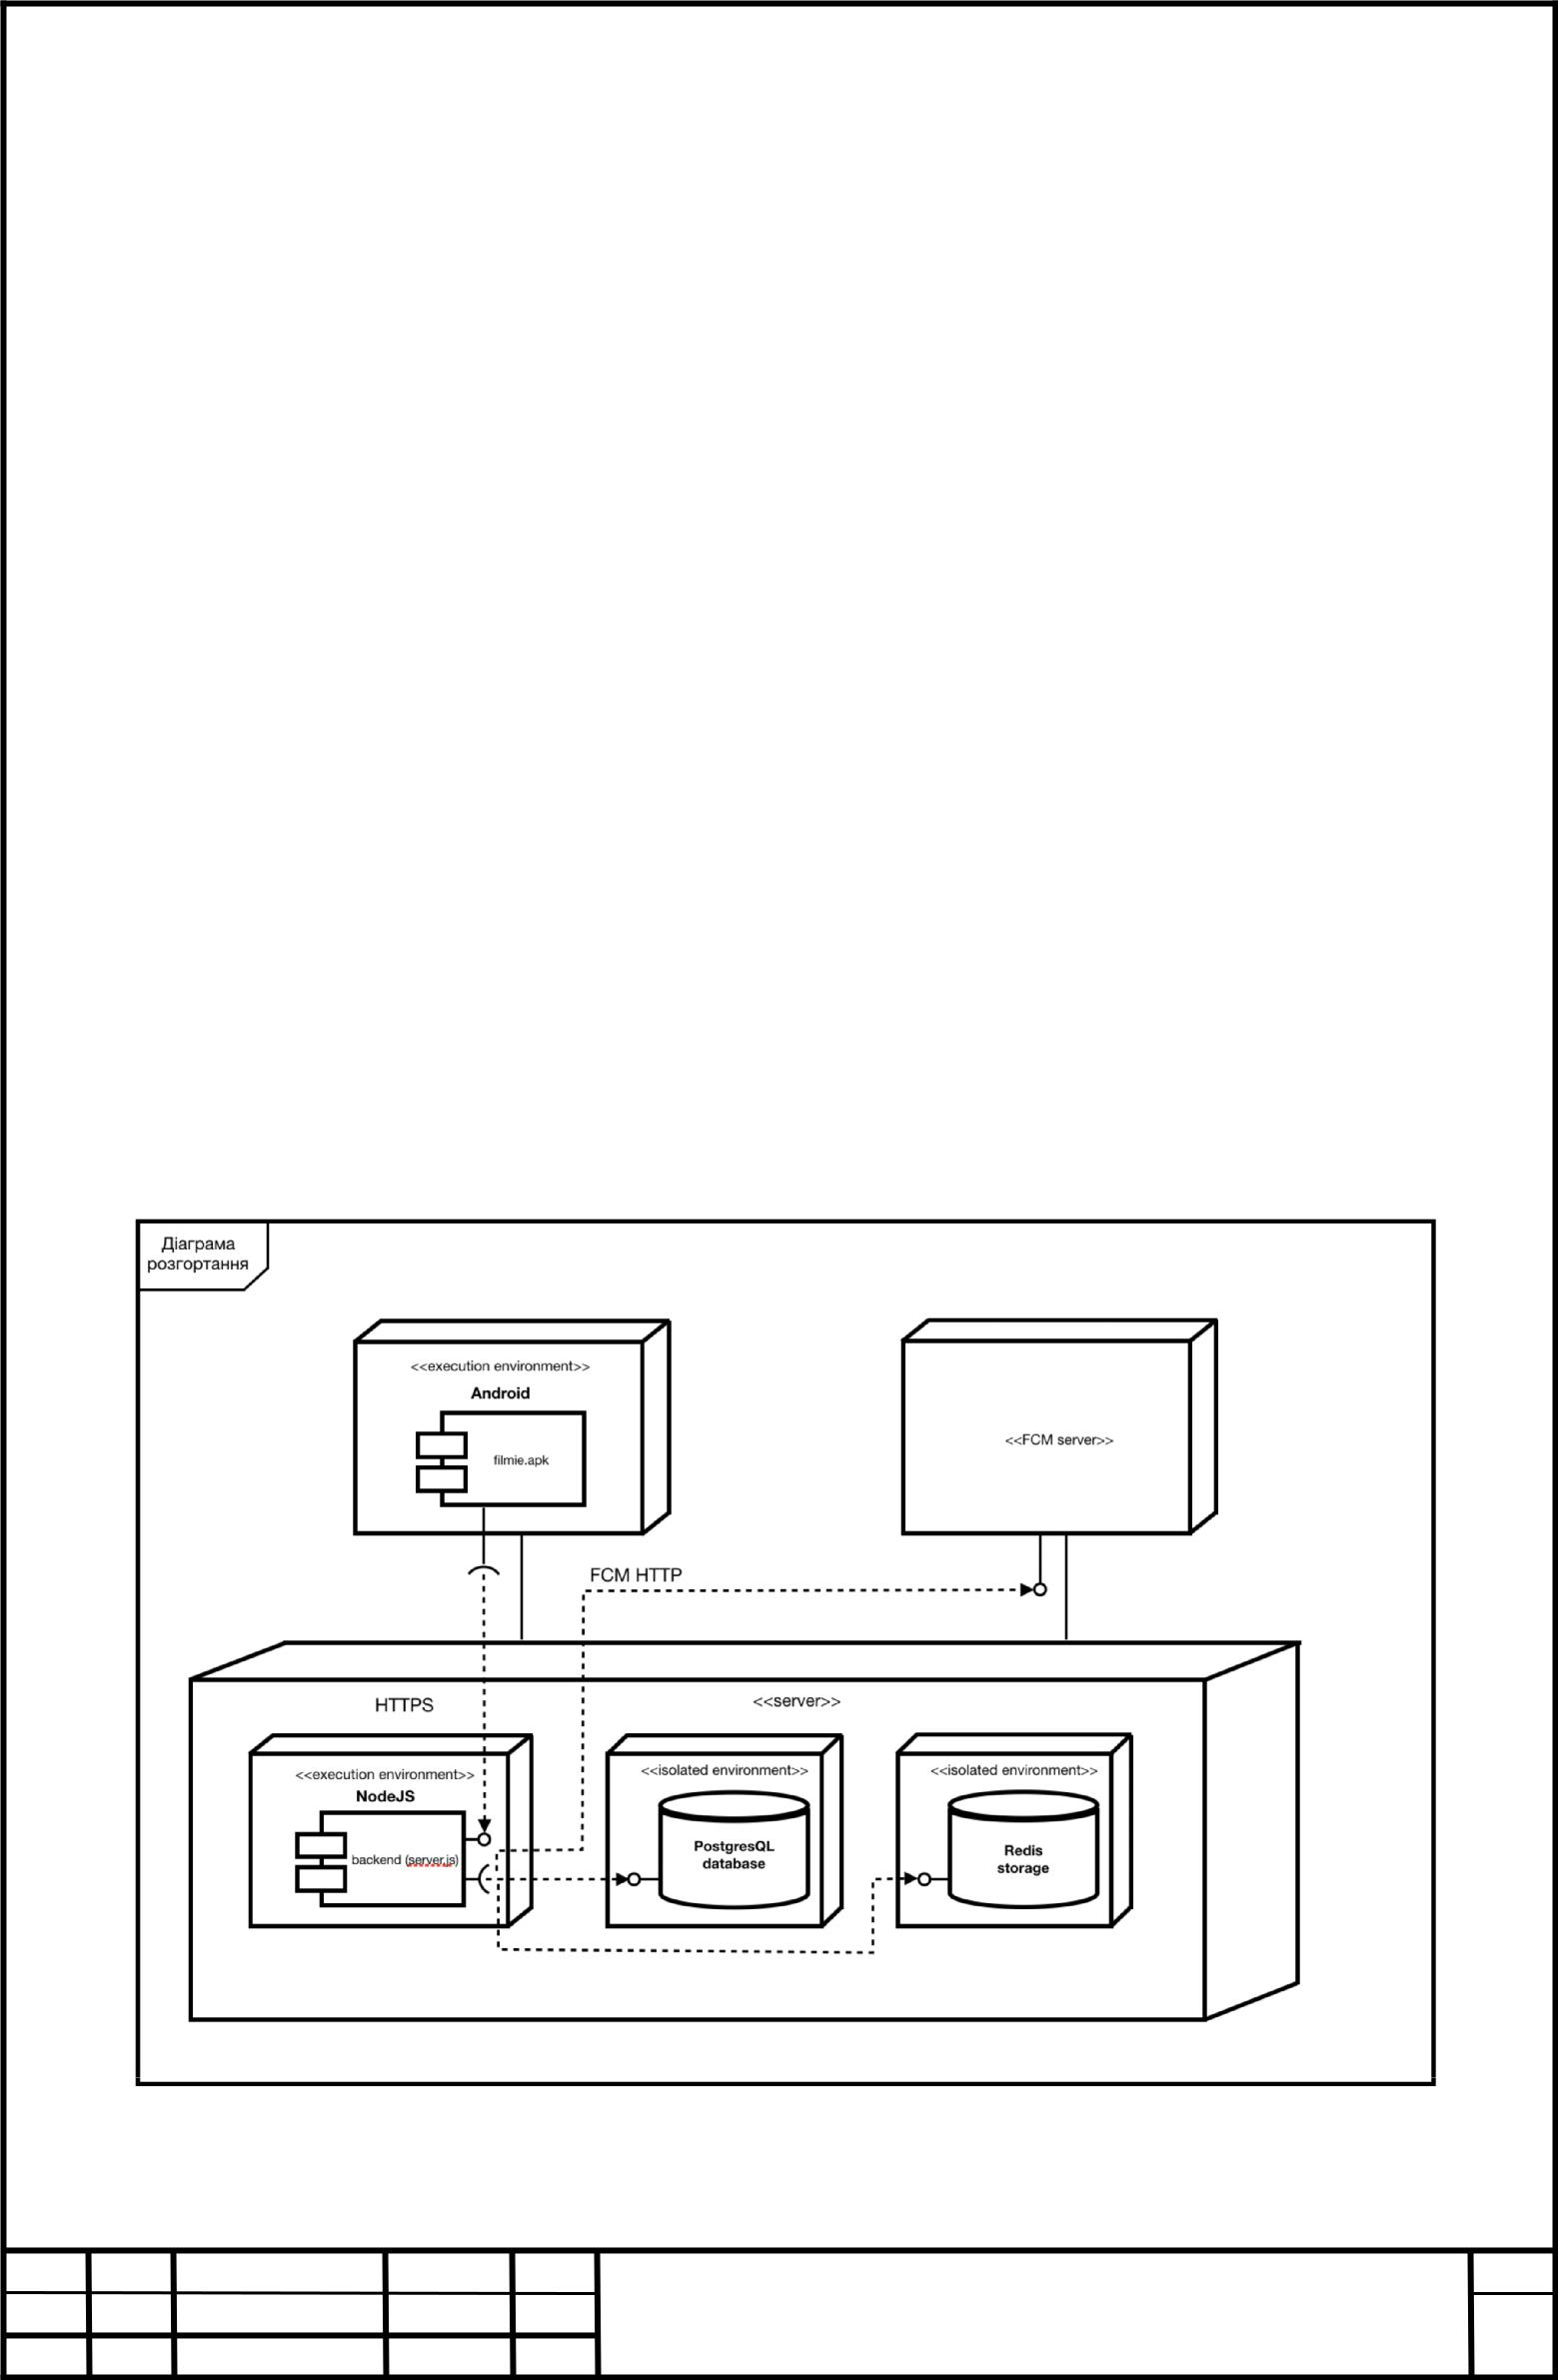 Діаграма
розгортання
<<execution environment>>
Android
filmie.apk
<<FCM server>>
FCM HTTP
HTTPS
<<server>>
<<execution environment>>
NodeJS
backend (server.js)
<<isolated environment>>
PostgresQL
database
<<isolated environment>>
Redis
storage